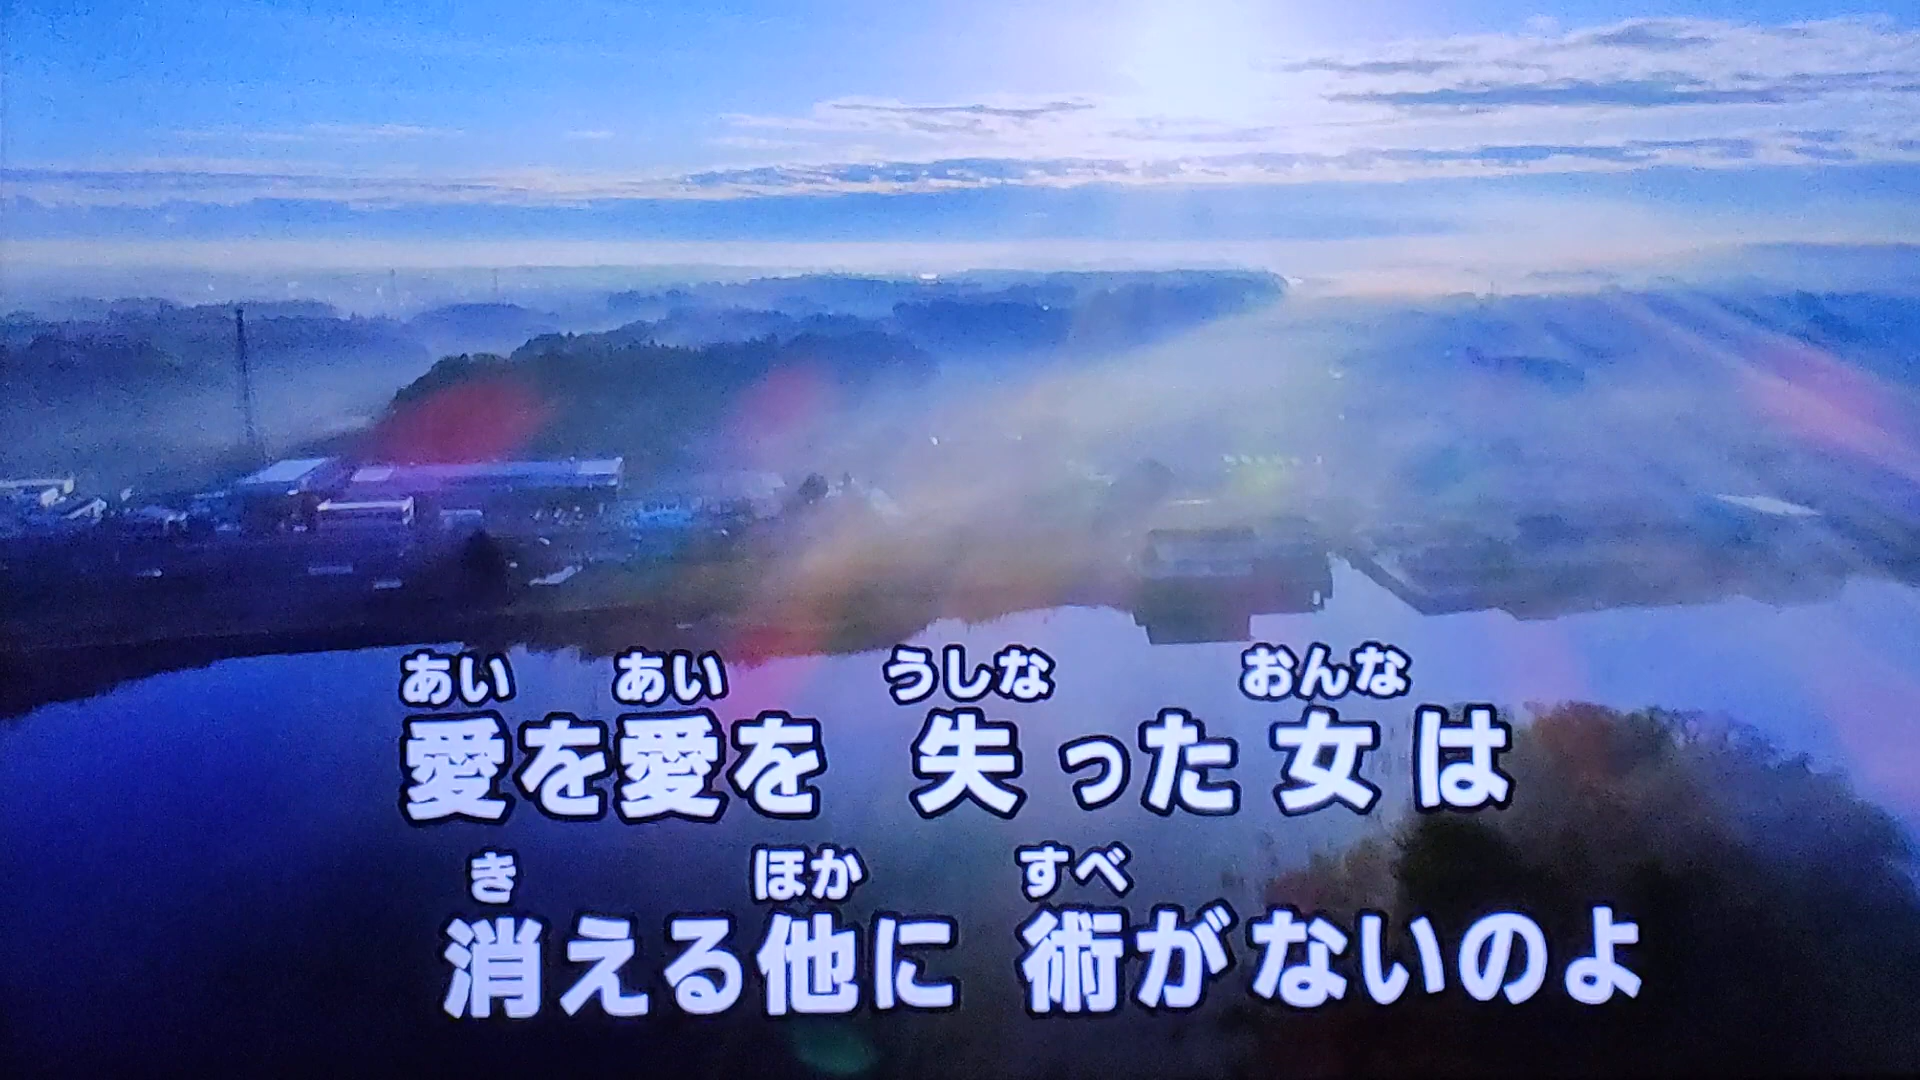 あい あい うしな おんな
愛を愛を 失った女は
き ほか すべ
消える他に 術がないのよ